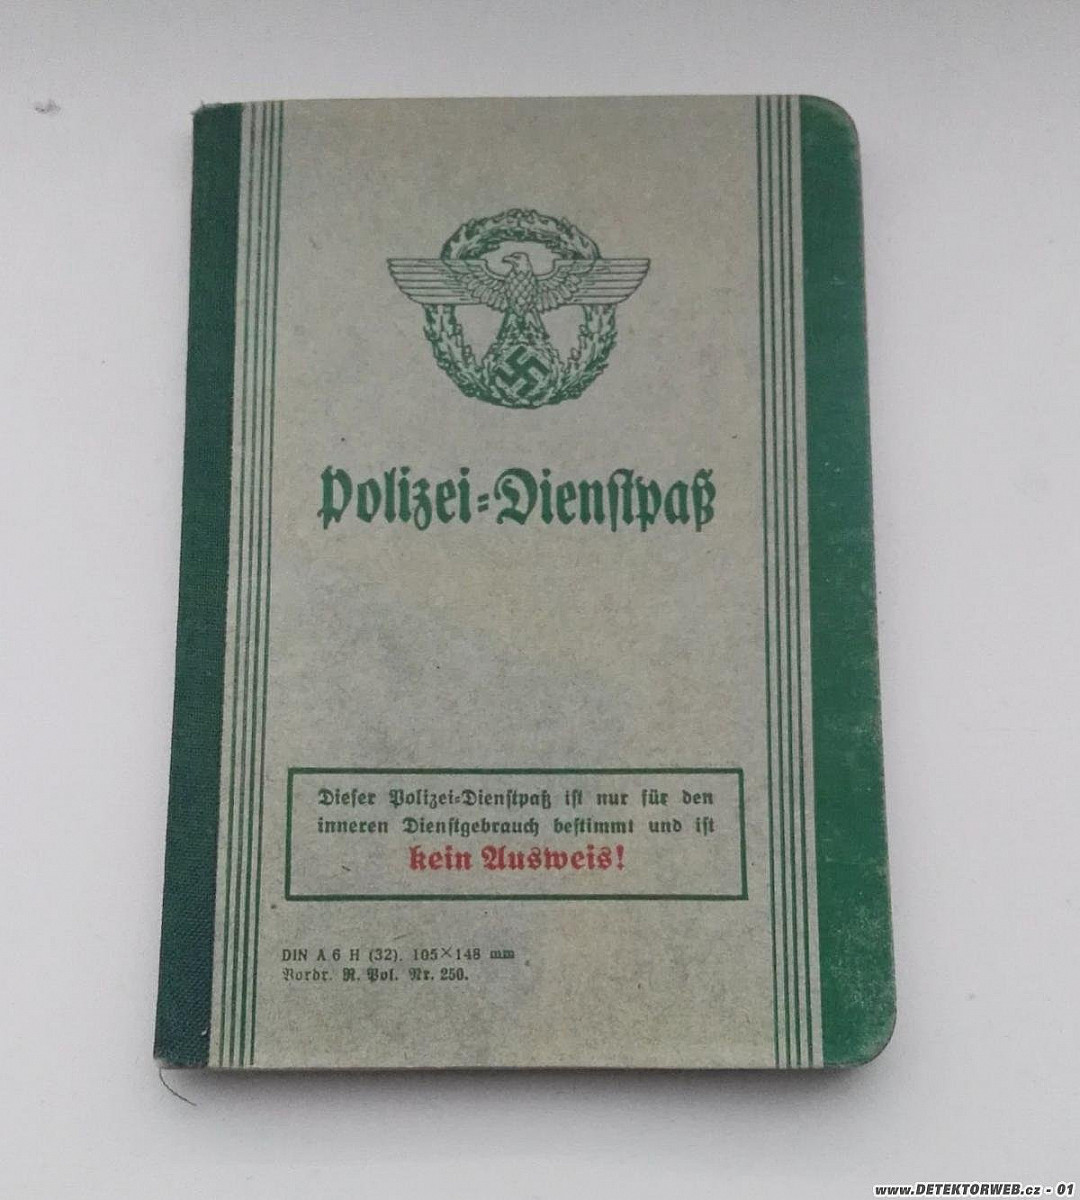 Polizei=Dienstpaß
Dieser Polizei=Dienstpaß ist nur für den
inneren Dienstgebrauch bestimmt und ist
kein Ausweis!
DIN A 6 H (32). 105×148 mm
Vordr. R. Pol. Nr. 250.
www.DETEKTORWEB.cz - 01